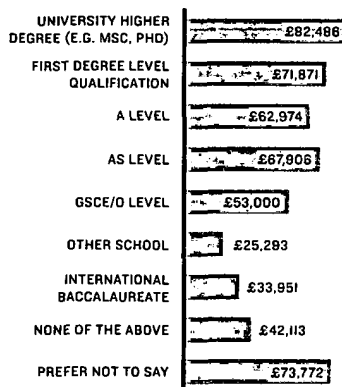 UNIVERSITY HIGHER
DEGREE (E.G. MSC, PHD)
£82,486
FIRST DEGREE LEVEL
QUALIFICATION
£71,871
A LEVEL
£62,974
AS LEVEL
£67,906
GSCE/O LEVEL
£53,000
OTHER SCHOOL
£25,293
INTERNATIONAL
BACCALAUREATE
£33,951
NONE OF THE ABOVE
£42,113
PREFER NOT TO SAY
£73,772